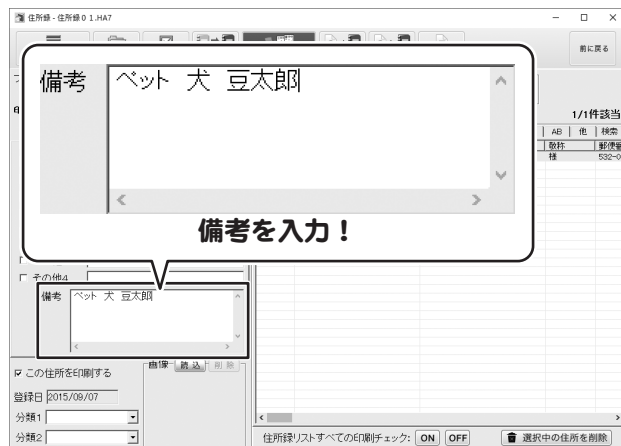 住所録 - 住所録01.HA7
前に戻る
備考
ペット 犬 豆太郎
備考を入力！
1/1件該当
AB 他 検索
敬称
様 532-0
その他4
備考 ペット 犬 豆太郎
この住所を印刷する
画像 読込 削除
登録日 2015/09/07
分類1
分類2
住所録リストすべての印刷チェック: ON OFF 選択中の住所を削除